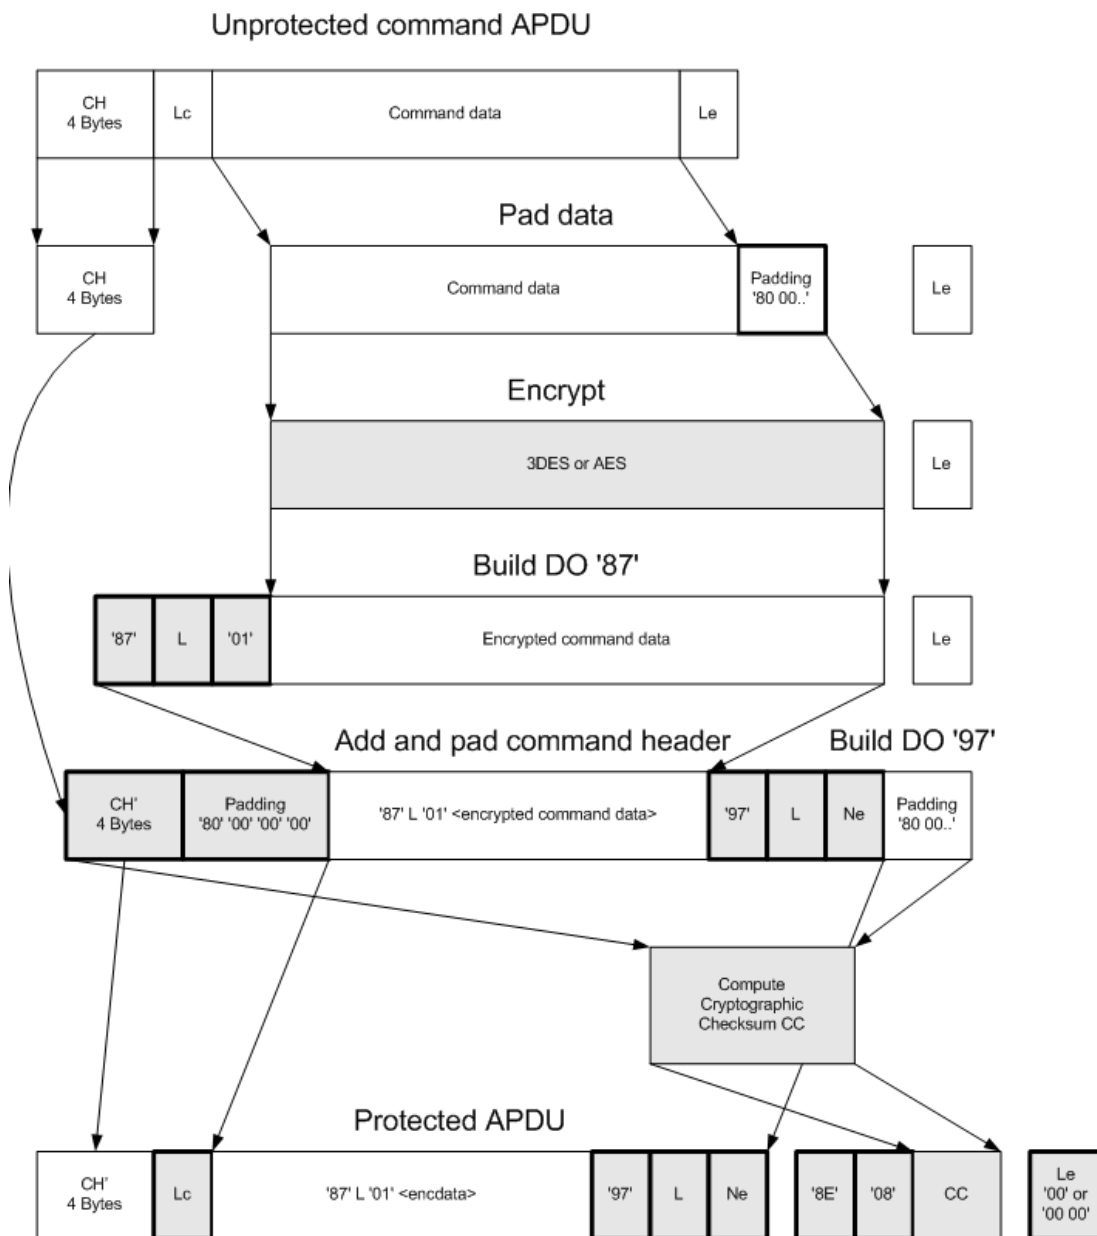 Unprotected command APDU
CH
4 Bytes
Lc
Command data
Le
Pad data
CH
4 Bytes
Command data
Padding
'80 00..'
Le
Encrypt
3DES or AES
Le
Build DO '87'
'87'
L
'01'
Encrypted command data
Le
Add and pad command header
Build DO '97'
CH'
4 Bytes
Padding
'80' '00' '00' '00'
'87' L '01' <encrypted command data>
'97'
L
Ne
Padding
'80 00..'
Compute
Cryptographic
Checksum CC
Protected APDU
CH'
4 Bytes
Lc
'87' L '01' <encdata>
'97'
L
Ne
'8E'
'08'
CC
Le
'00' or
'00 00'